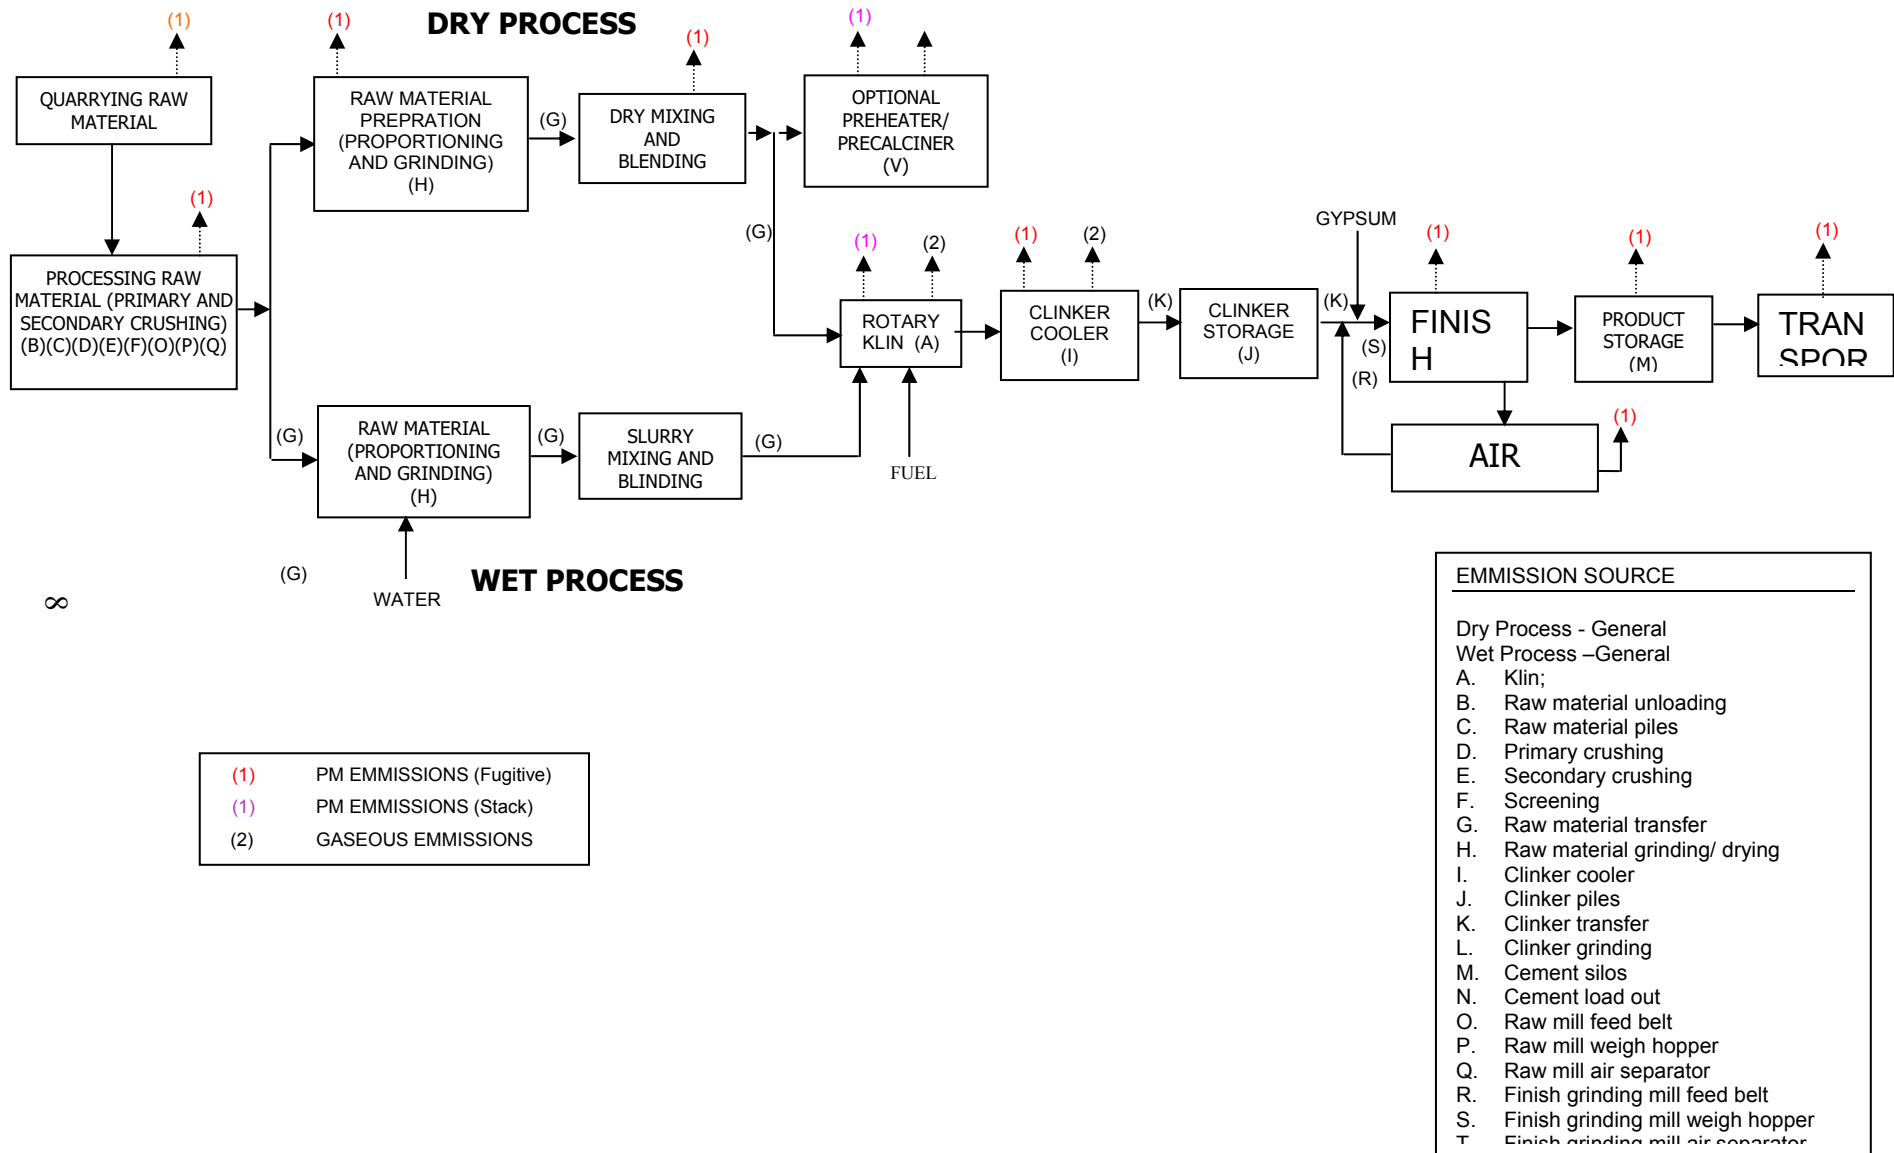 (1)
(1)
DRY PROCESS
(1)
(1)
QUARRYING RAW
MATERIAL
RAW MATERIAL
PREPRATION
(PROPORTIONING
AND GRINDING)
(H)
(G)
DRY MIXING
AND
BLENDING
OPTIONAL
PREHEATER/
PRECALCINER
(V)
(1)
PROCESSING RAW
MATERIAL (PRIMARY AND
SECONDARY CRUSHING)
(B)(C)(D)(E)(F)(O)(P)(Q)
(G)
(1)
(2)
ROTARY
KLIN (A)
(1)
(2)
CLINKER
COOLER
(I)
(K)
CLINKER
STORAGE
(J)
(K)
GYPSUM
(S)
(R)
(1)
FINIS
H
(1)
PRODUCT
STORAGE
(M)
(1)
TRAN
SPOR
AIR
(1)
(G)
RAW MATERIAL
(PROPORTIONING
AND GRINDING)
(H)
(G)
SLURRY
MIXING AND
BLINDING
(G)
FUEL
(G)
WATER
WET PROCESS
∞
(1) PM EMMISSIONS (Fugitive)
(1) PM EMMISSIONS (Stack)
(2) GASEOUS EMMISSIONS
EMMISSION SOURCE
Dry Process - General
Wet Process –General
A. Klin;
B. Raw material unloading
C. Raw material piles
D. Primary crushing
E. Secondary crushing
F. Screening
G. Raw material transfer
H. Raw material grinding/ drying
I. Clinker cooler
J. Clinker piles
K. Clinker transfer
L. Clinker grinding
M. Cement silos
N. Cement load out
O. Raw mill feed belt
P. Raw mill weigh hopper
Q. Raw mill air separator
R. Finish grinding mill feed belt
S. Finish grinding mill weigh hopper
T. Finish grinding mill air separator